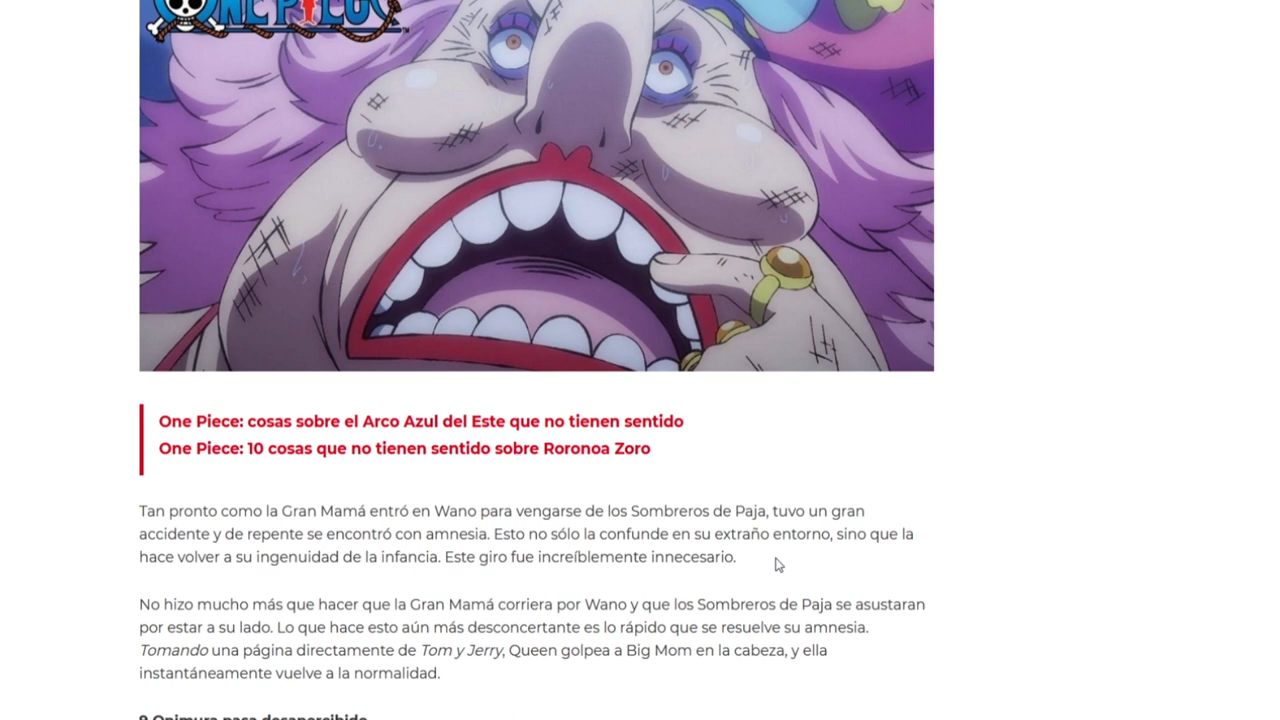 ONE PIECE
One Piece: cosas sobre el Arco Azul del Este que no tienen sentido
One Piece: 10 cosas que no tienen sentido sobre Roronoa Zoro
Tan pronto como la Gran Mamá entró en Wano para vengarse de los Sombreros de Paja, tuvo un gran
accidente y de repente se encontró con amnesia. Esto no sólo la confunde en su extraño entorno, sino que la
hace volver a su ingenuidad de la infancia. Este giro fue increíblemente innecesario.
No hizo mucho más que hacer que la Gran Mamá corriera por Wano y que los Sombreros de Paja se asustaran
por estar a su lado. Lo que hace esto aún más desconcertante es lo rápido que se resuelve su amnesia.
Tomando una página directamente de Tom y Jerry, Queen golpea a Big Mom en la cabeza, y ella
instantáneamente vuelve a la normalidad.
9 Onimura pasa desapercibido